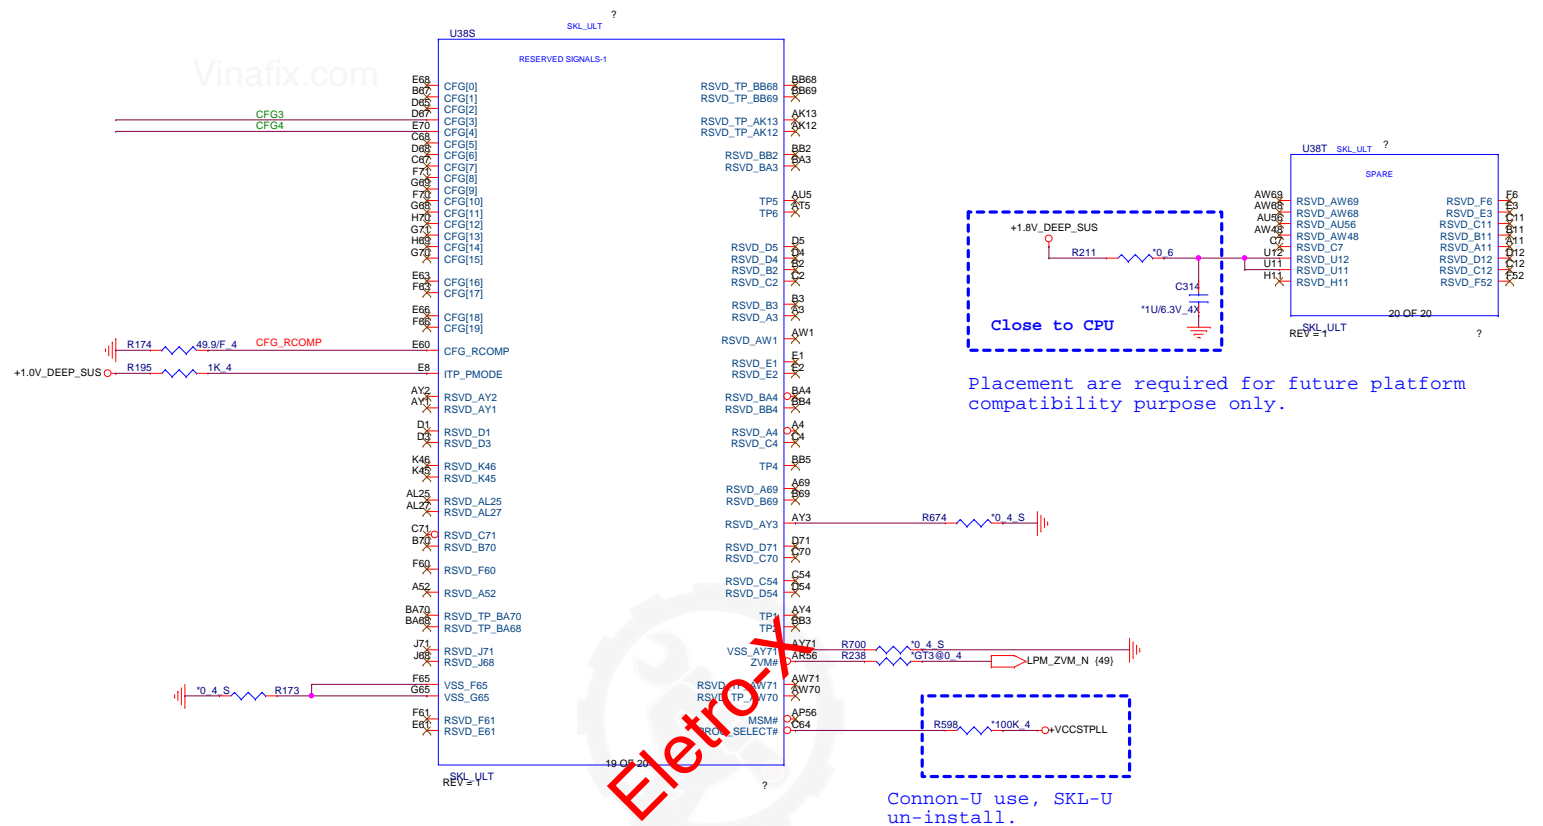 ?
SKL_ULT
U38S
RESERVED SIGNALS-1
Vinafix.com
E68 CFG[0]
B67 CFG[1]
D65 CFG[2]
CFG3 D67 CFG[3]
CFG4 E70 CFG[4]
C68 CFG[5]
D68 CFG[6]
C67 CFG[7]
F71 CFG[8]
G69 CFG[9]
F70 CFG[10]
G68 CFG[11]
H70 CFG[12]
G71 CFG[13]
H69 CFG[14]
G70 CFG[15]
E63 CFG[16]
F63 CFG[17]
E66 CFG[18]
F66 CFG[19]
R174 49.9/F_4 CFG_RCOMP E60 CFG_RCOMP
+1.0V_DEEP_SUS R195 1K_4 E8 ITP_PMODE
AY2 RSVD_AY2
AY1 RSVD_AY1
D1 RSVD_D1
D3 RSVD_D3
K46 RSVD_K46
K45 RSVD_K45
AL25 RSVD_AL25
AL27 RSVD_AL27
C71 RSVD_C71
B70 RSVD_B70
F60 RSVD_F60
A52 RSVD_A52
BA70 RSVD_TP_BA70
BA68 RSVD_TP_BA68
J71 RSVD_J71
J68 RSVD_J68
F65 VSS_F65
*0_4_S R173 G65 VSS_G65
F61 RSVD_F61
E61 RSVD_E61
RSVD_TP_BB68 BB68
RSVD_TP_BB69 BB69
RSVD_TP_AK13 AK13
RSVD_TP_AK12 AK12
RSVD_BB2 BB2
RSVD_BA3 BA3
TP5 AU5
TP6 AT5
RSVD_D5 D5
RSVD_D4 D4
RSVD_B2 B2
RSVD_C2 C2
RSVD_B3 B3
RSVD_A3 A3
RSVD_AW1 AW1
RSVD_E1 E1
RSVD_E2 E2
RSVD_BA4 BA4
RSVD_BB4 BB4
RSVD_A4 A4
RSVD_C4 C4
TP4 BB5
RSVD_A69 A69
RSVD_B69 B69
RSVD_AY3 AY3 R674 *0_4_S
RSVD_D71 D71
RSVD_C70 C70
RSVD_C54 C54
RSVD_D54 D54
TP1 AY4
TP2 BB3
VSS_AY71 AY71 R700 *0_4_S
ZVM# AR56 R238 *GT3@0_4 LPM_ZVM_N {49}
RSVD_TP_AW71 AW71
RSVD_TP_AW70 AW70
MSM# AP56
PROC_SELECT# C64 R598 *100K_4 +VCCSTPLL
19 OF 20
SKL_ULT
REV = 1
?
Eletro-X
Connon-U use, SKL-U
un-install.
+1.8V_DEEP_SUS
R211 *0_6
C314
*1U/6.3V_4X
Close to CPU
Placement are required for future platform
compatibility purpose only.
U38T SKL_ULT ?
SPARE
AW69 RSVD_AW69
AW68 RSVD_AW68
AU56 RSVD_AU56
AW48 RSVD_AW48
C7 RSVD_C7
U12 RSVD_U12
U11 RSVD_U11
H11 RSVD_H11
RSVD_F6 F6
RSVD_E3 E3
RSVD_C11 C11
RSVD_B11 B11
RSVD_A11 A11
RSVD_D12 D12
RSVD_C12 C12
RSVD_F52 F52
20 OF 20
SKL_ULT
REV = 1
?